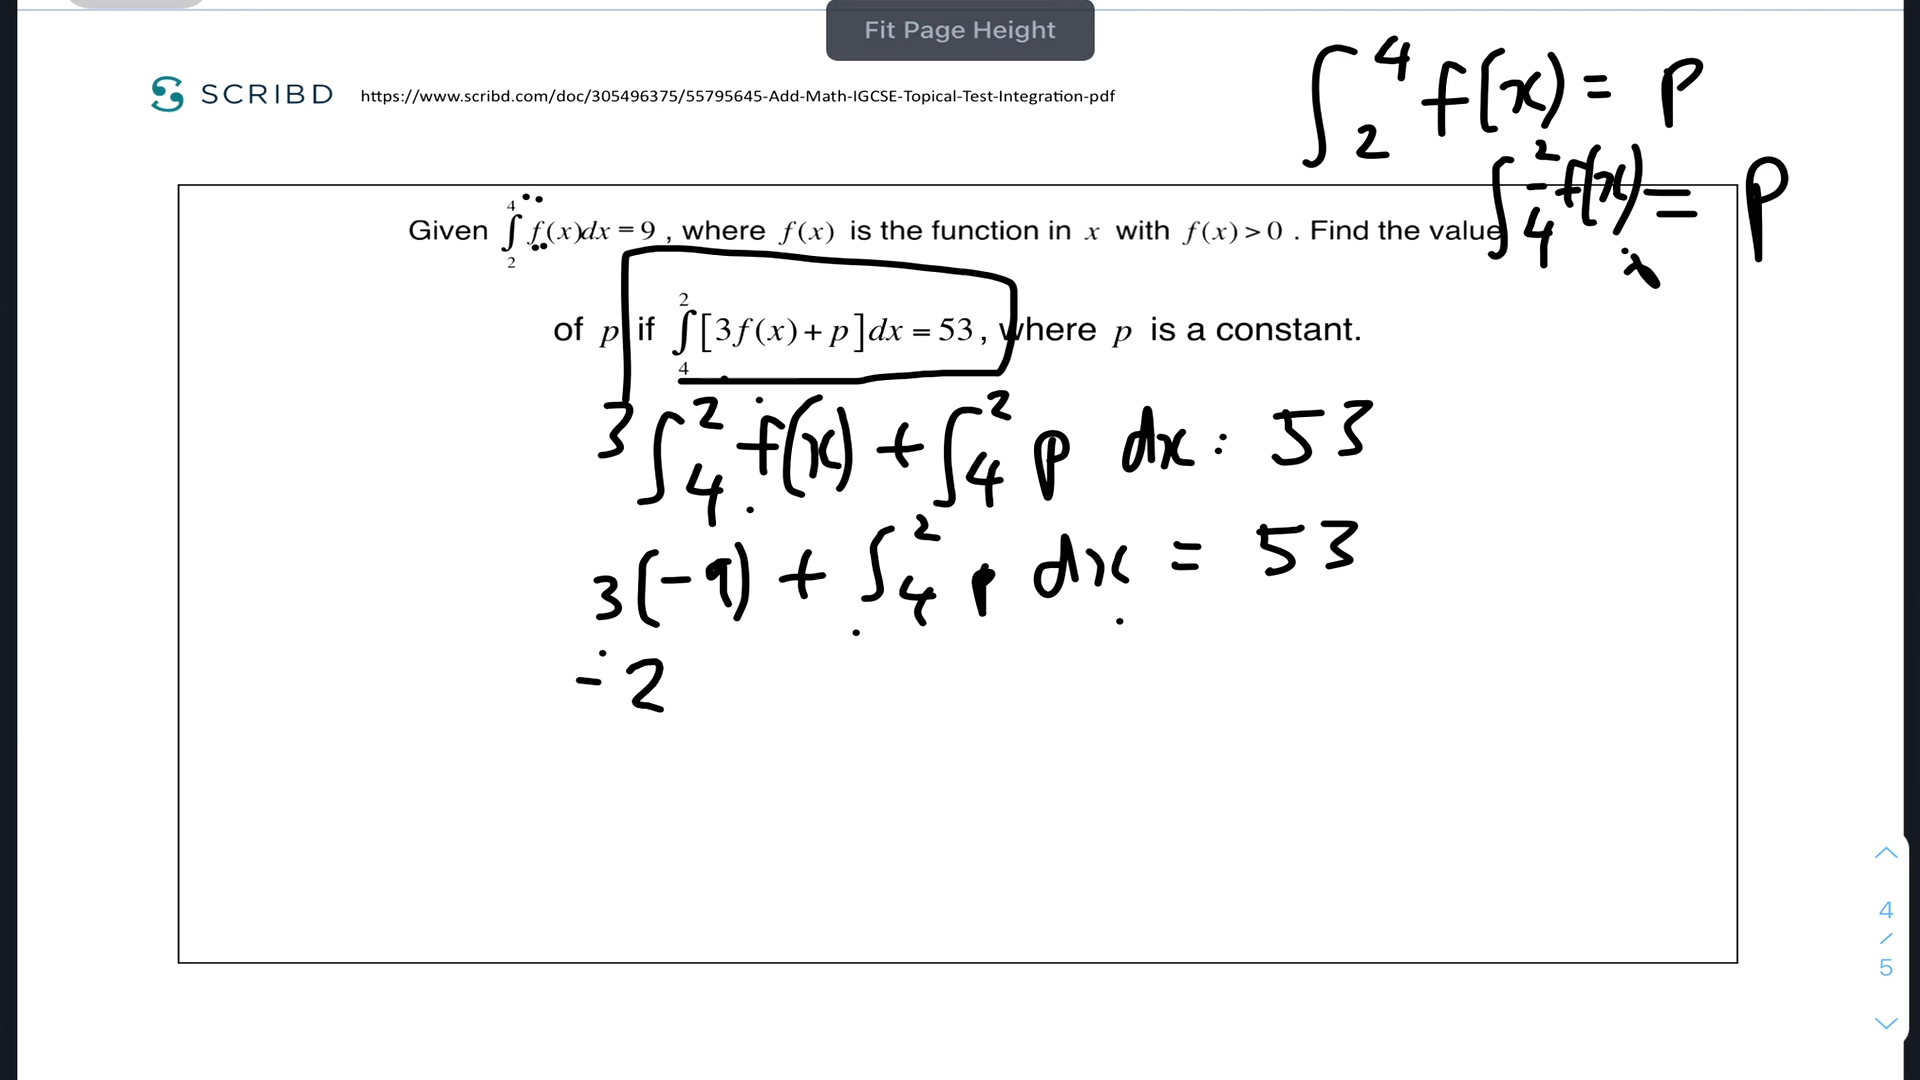 Fit Page Height
SCRIBD https://www.scribd.com/doc/305496375/55795645-Add-Math-IGCSE-Topical-Test-Integration-pdf
∫₂⁴ f(x) = P
∫₄² f(x) = P
Given ∫₂⁴ f(x)dx = 9 , where f(x) is the function in x with f(x) > 0 . Find the value
of p if ∫₄² [3f(x) + p]dx = 53 , where p is a constant.
3 ∫₄² f(x) + ∫₄² p dx : 53
3(-9) + ∫₄² p dx = 53
- 2
4
/
5